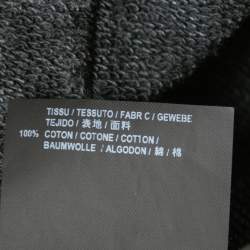 TISSU / TESSUTO / FABR C / GEWEBE
TEJIDO / 表地 / 面料
100% COTON / COTONE / COTTON /
BAUMWOLLE / ALGODON / 綿 / 棉